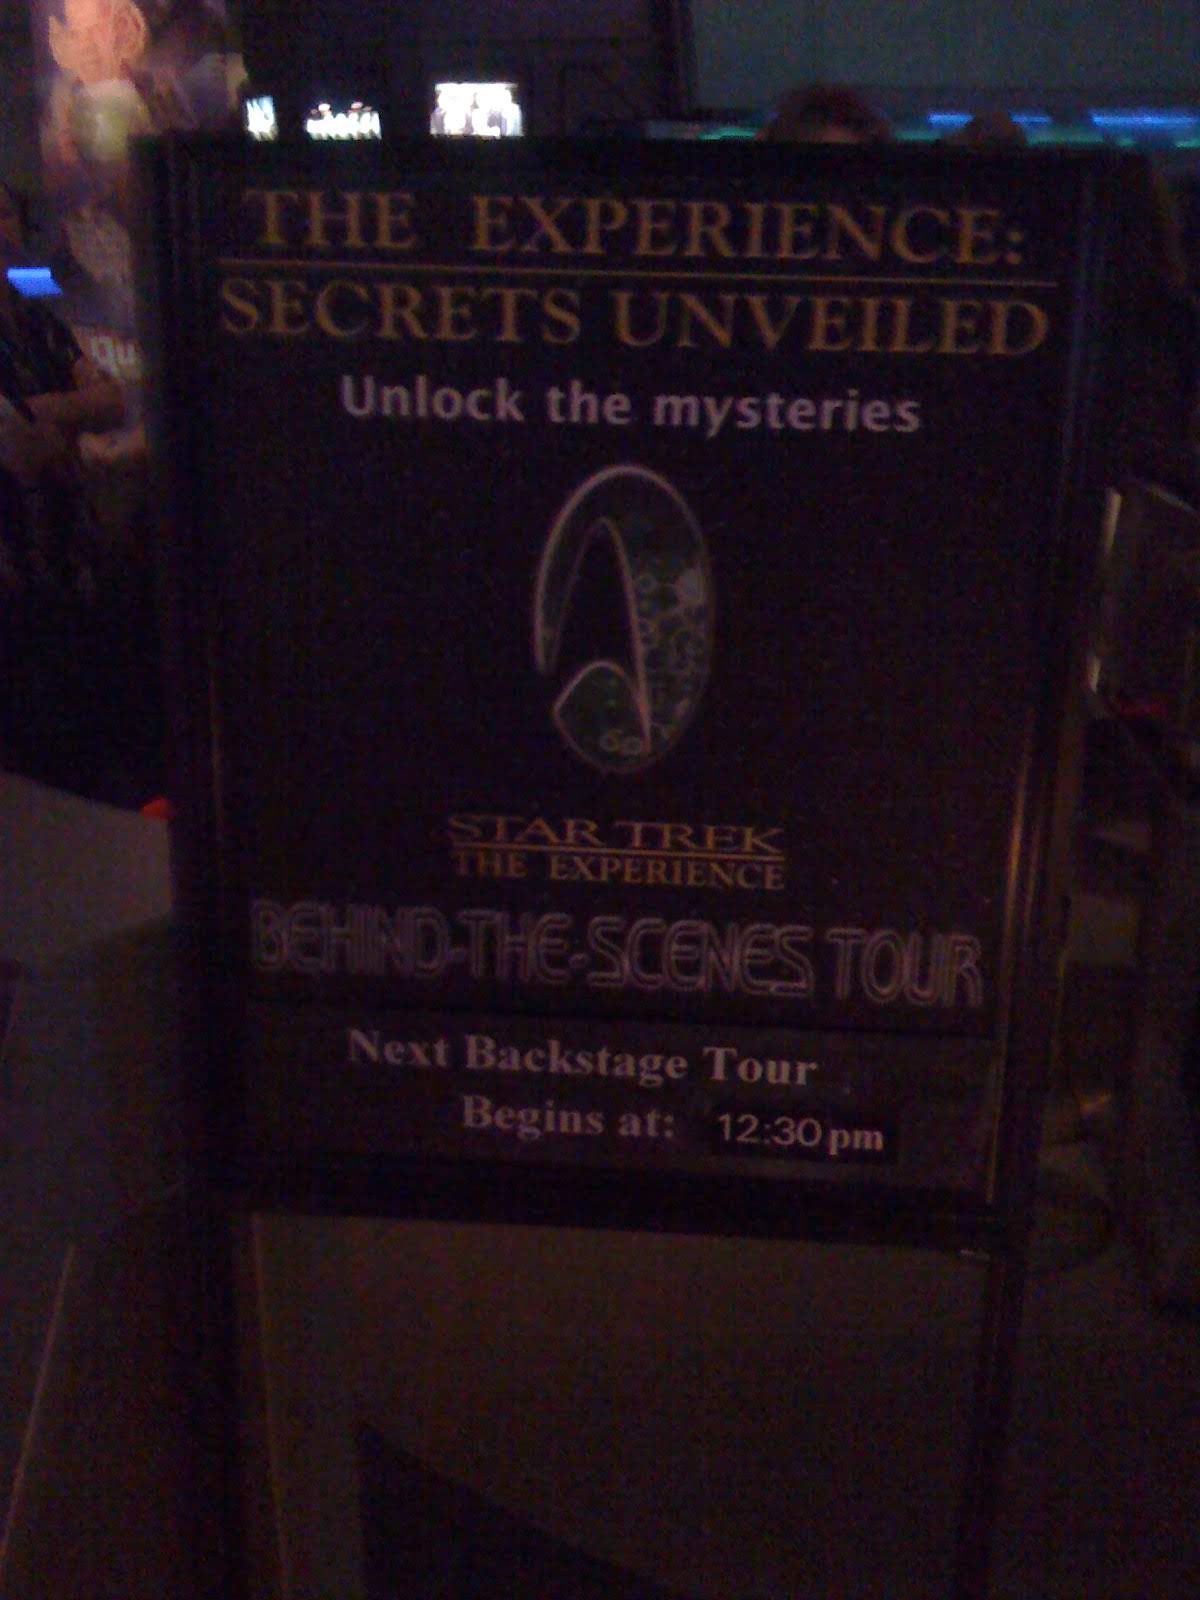 THE EXPERIENCE:
SECRETS UNVEILED
Unlock the mysteries
STAR TREK
THE EXPERIENCE
BEHIND-THE-SCENES TOUR
Next Backstage Tour
Begins at: 12:30 pm